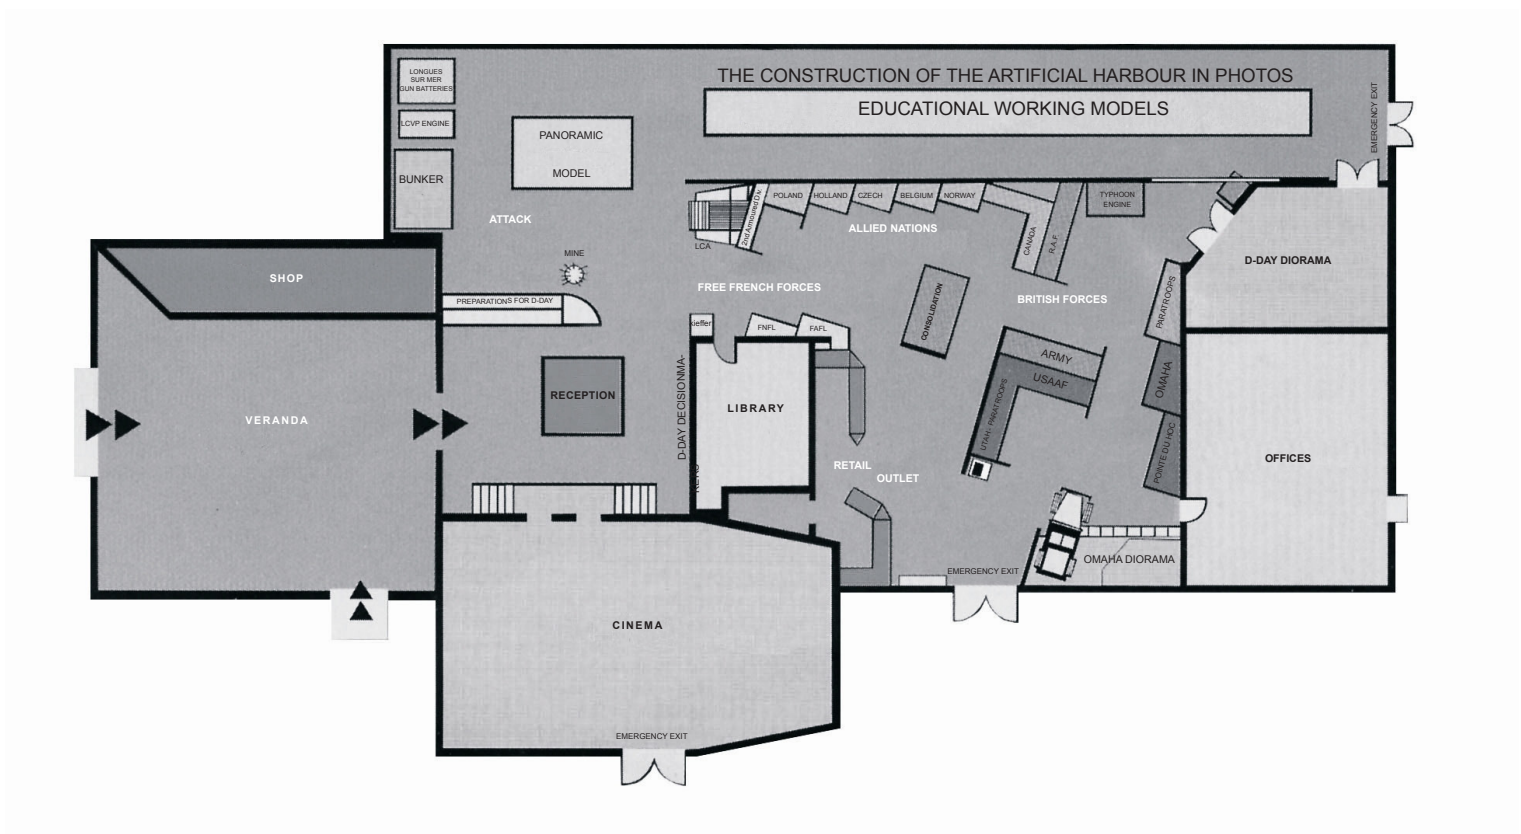 LONGUES
SUR MER
GUN BATTERIES
LCVP ENGINE
BUNKER
PANORAMIC
MODEL
ATTACK
MINE
THE CONSTRUCTION OF THE ARTIFICIAL HARBOUR IN PHOTOS
EDUCATIONAL WORKING MODELS
EMERGENCY EXIT
2nd Armoured Div.
POLAND
HOLLAND
CZECH
BELGIUM
NORWAY
CANADA
R.A.F.
TYPHOON
ENGINE
LCA
ALLIED NATIONS
FREE FRENCH FORCES
BRITISH FORCES
D-DAY DIORAMA
SHOP
PREPARATIONS FOR D-DAY
kieffer
FNFL
FAFL
CONSOLIDATION
PARATROOPS
ARMY
USAAF
UTAH - PARATROOPS
OMAHA
POINTE DU HOC
VERANDA
RECEPTION
D-DAY DECISIONMA-
KERS
LIBRARY
RETAIL
OUTLET
OFFICES
EMERGENCY EXIT
OMAHA DIORAMA
CINEMA
EMERGENCY EXIT